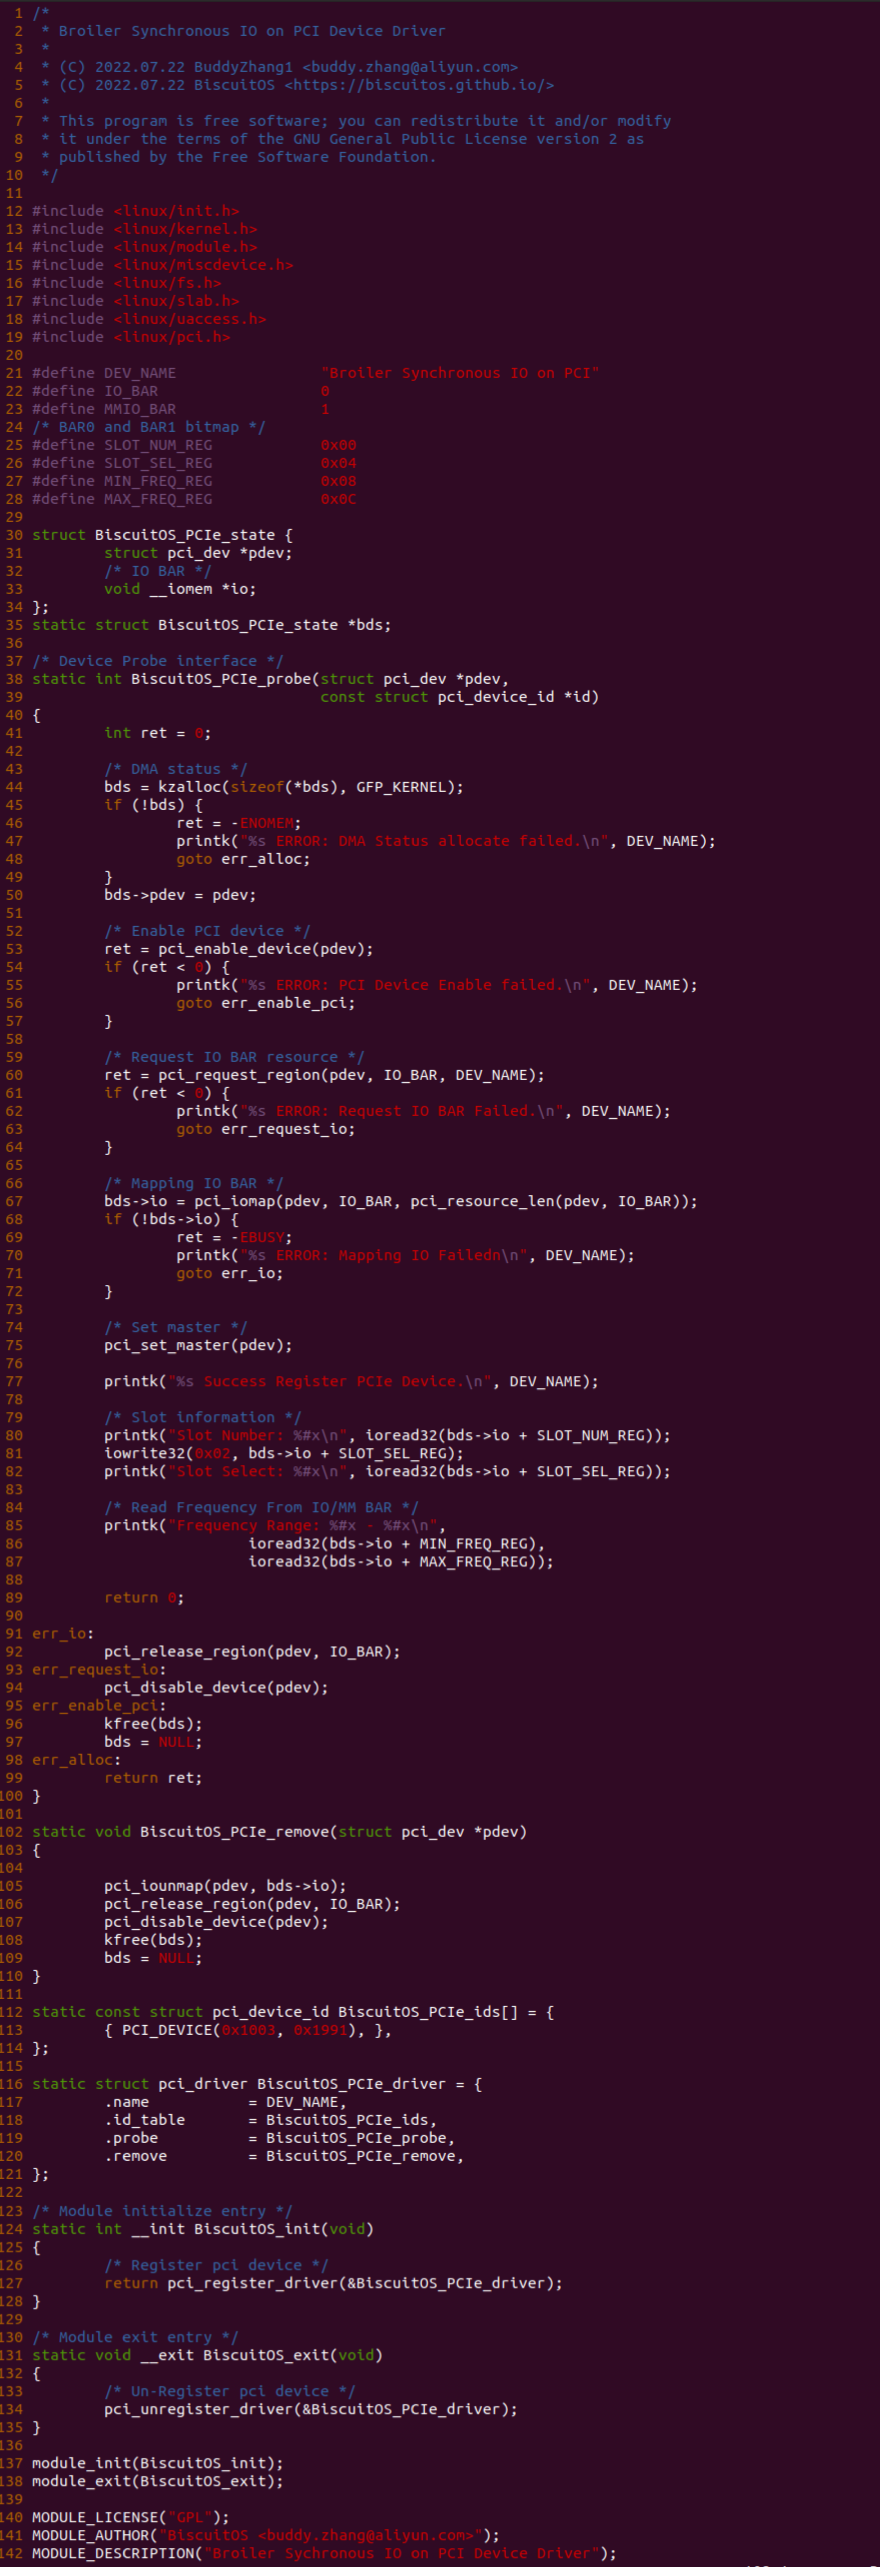 1 /*
2  * Broiler Synchronous IO on PCI Device Driver
3  *
4  * (C) 2022.07.22 BuddyZhang1 <buddy.zhang@aliyun.com>
5  * (C) 2022.07.22 BiscuitOS <https://biscuitos.github.io/>
6  *
7  * This program is free software; you can redistribute it and/or modify
8  * it under the terms of the GNU General Public License version 2 as
9  * published by the Free Software Foundation.
10  */
11
12 #include <linux/init.h>
13 #include <linux/kernel.h>
14 #include <linux/module.h>
15 #include <linux/miscdevice.h>
16 #include <linux/fs.h>
17 #include <linux/slab.h>
18 #include <linux/uaccess.h>
19 #include <linux/pci.h>
20
21 #define DEV_NAME                "Broiler Synchronous IO on PCI"
22 #define IO_BAR                  0
23 #define MMIO_BAR                1
24 /* BAR0 and BAR1 bitmap */
25 #define SLOT_NUM_REG            0x00
26 #define SLOT_SEL_REG            0x04
27 #define MIN_FREQ_REG            0x08
28 #define MAX_FREQ_REG            0x0C
29
30 struct BiscuitOS_PCIe_state {
31         struct pci_dev *pdev;
32         /* IO BAR */
33         void __iomem *io;
34 };
35 static struct BiscuitOS_PCIe_state *bds;
36
37 /* Device Probe interface */
38 static int BiscuitOS_PCIe_probe(struct pci_dev *pdev,
39                                 const struct pci_device_id *id)
40 {
41         int ret = 0;
42
43         /* DMA status */
44         bds = kzalloc(sizeof(*bds), GFP_KERNEL);
45         if (!bds) {
46                 ret = -ENOMEM;
47                 printk("%s ERROR: DMA Status allocate failed.\n", DEV_NAME);
48                 goto err_alloc;
49         }
50         bds->pdev = pdev;
51
52         /* Enable PCI device */
53         ret = pci_enable_device(pdev);
54         if (ret < 0) {
55                 printk("%s ERROR: PCI Device Enable failed.\n", DEV_NAME);
56                 goto err_enable_pci;
57         }
58
59         /* Request IO BAR resource */
60         ret = pci_request_region(pdev, IO_BAR, DEV_NAME);
61         if (ret < 0) {
62                 printk("%s ERROR: Request IO BAR Failed.\n", DEV_NAME);
63                 goto err_request_io;
64         }
65
66         /* Mapping IO BAR */
67         bds->io = pci_iomap(pdev, IO_BAR, pci_resource_len(pdev, IO_BAR));
68         if (!bds->io) {
69                 ret = -EBUSY;
70                 printk("%s ERROR: Mapping IO Failedn\n", DEV_NAME);
71                 goto err_io;
72         }
73
74         /* Set master */
75         pci_set_master(pdev);
76
77         printk("%s Success Register PCIe Device.\n", DEV_NAME);
78
79         /* Slot information */
80         printk("Slot Number: %#x\n", ioread32(bds->io + SLOT_NUM_REG));
81         iowrite32(0x02, bds->io + SLOT_SEL_REG);
82         printk("Slot Select: %#x\n", ioread32(bds->io + SLOT_SEL_REG));
83
84         /* Read Frequency From IO/MM BAR */
85         printk("Frequency Range: %#x - %#x\n",
86                         ioread32(bds->io + MIN_FREQ_REG),
87                         ioread32(bds->io + MAX_FREQ_REG));
88
89         return 0;
90
91 err_io:
92         pci_release_region(pdev, IO_BAR);
93 err_request_io:
94         pci_disable_device(pdev);
95 err_enable_pci:
96         kfree(bds);
97         bds = NULL;
98 err_alloc:
99         return ret;
100 }
101
102 static void BiscuitOS_PCIe_remove(struct pci_dev *pdev)
103 {
104
105         pci_iounmap(pdev, bds->io);
106         pci_release_region(pdev, IO_BAR);
107         pci_disable_device(pdev);
108         kfree(bds);
109         bds = NULL;
110 }
111
112 static const struct pci_device_id BiscuitOS_PCIe_ids[] = {
113         { PCI_DEVICE(0x1003, 0x1991), },
114 };
115
116 static struct pci_driver BiscuitOS_PCIe_driver = {
117         .name           = DEV_NAME,
118         .id_table       = BiscuitOS_PCIe_ids,
119         .probe          = BiscuitOS_PCIe_probe,
120         .remove         = BiscuitOS_PCIe_remove,
121 };
122
123 /* Module initialize entry */
124 static int __init BiscuitOS_init(void)
125 {
126         /* Register pci device */
127         return pci_register_driver(&BiscuitOS_PCIe_driver);
128 }
129
130 /* Module exit entry */
131 static void __exit BiscuitOS_exit(void)
132 {
133         /* Un-Register pci device */
134         pci_unregister_driver(&BiscuitOS_PCIe_driver);
135 }
136
137 module_init(BiscuitOS_init);
138 module_exit(BiscuitOS_exit);
139
140 MODULE_LICENSE("GPL");
141 MODULE_AUTHOR("BiscuitOS <buddy.zhang@aliyun.com>");
142 MODULE_DESCRIPTION("Broiler Sychronous IO on PCI Device Driver");